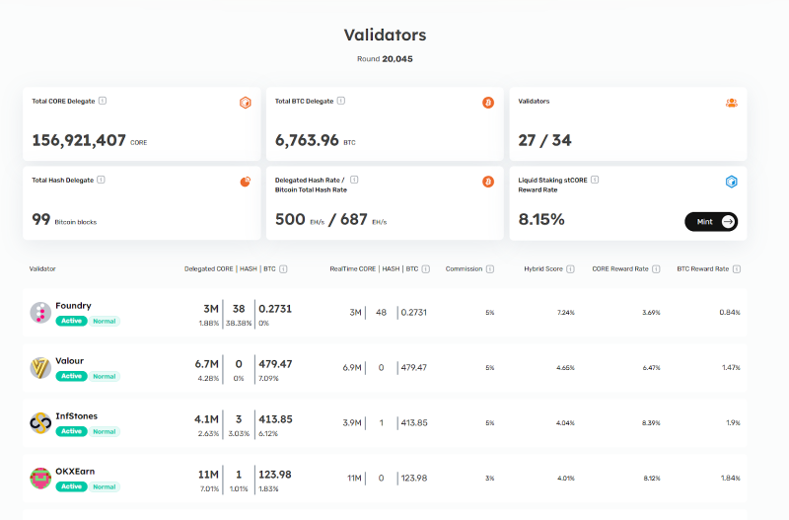 Validators
Round 20,045
Total CORE Delegate
156,921,407 CORE
Total BTC Delegate
6,763.96 BTC
Validators
27 / 34
Total Hash Delegate
99 Bitcoin blocks
Delegated Hash Rate /
Bitcoin Total Hash Rate
500 EH/s / 687 EH/s
Liquid Staking stCORE
Reward Rate
8.15%
Mint
Validator Delegated CORE | HASH | BTC RealTime CORE | HASH | BTC Commission Hybrid Score CORE Reward Rate BTC Reward Rate
Foundry
Active Normal
3M 38 0.2731
1.88% 38.38% 0%
3M 48 0.2731
5% 7.24% 3.69% 0.84%
Valour
Active Normal
6.7M 0 479.47
4.28% 0% 7.09%
6.9M 0 479.47
5% 4.65% 6.47% 1.47%
InfStones
Active Normal
4.1M 3 413.85
2.63% 3.03% 6.12%
3.9M 1 413.85
5% 4.04% 8.39% 1.9%
OKXEarn
Active Normal
11M 1 123.98
7.01% 1.01% 1.83%
11M 0 123.98
3% 4.01% 8.12% 1.84%